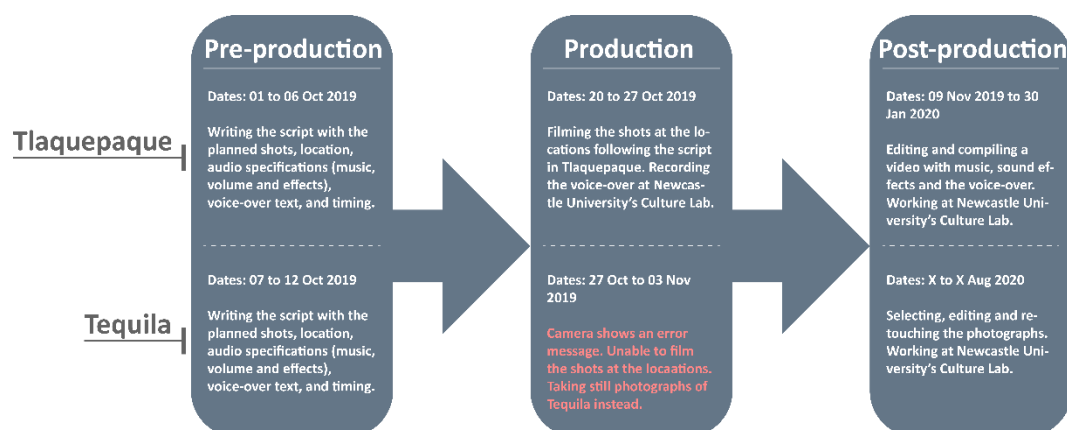 Pre-production
Dates: 01 to 06 Oct 2019
Writing the script with the
planned shots, location,
audio specifications (music,
volume and effects),
voice-over text, and timing.
Dates: 07 to 12 Oct 2019
Writing the script with the
planned shots, location,
audio specifications (music,
volume and effects),
voice-over text, and timing.
Production
Dates: 20 to 27 Oct 2019
Filming the shots at the lo-
cations following the script
in Tlaquepaque. Recording
the voice-over at Newcas-
tle University's Culture Lab.
Dates: 27 Oct to 03 Nov
2019
Camera shows an error
message. Unable to film
the shots at the locaations.
Taking still photographs of
Tequila instead.
Post-production
Dates: 09 Nov 2019 to 30
Jan 2020
Editing and compiling a
video with music, sound ef-
fects and the voice-over.
Working at Newcastle Uni-
versity's Culture Lab.
Dates: X to X Aug 2020
Selecting, editing and re-
touching the photographs.
Working at Newcastle Uni-
versity's Culture Lab.
Tlaquepaque
Tequila